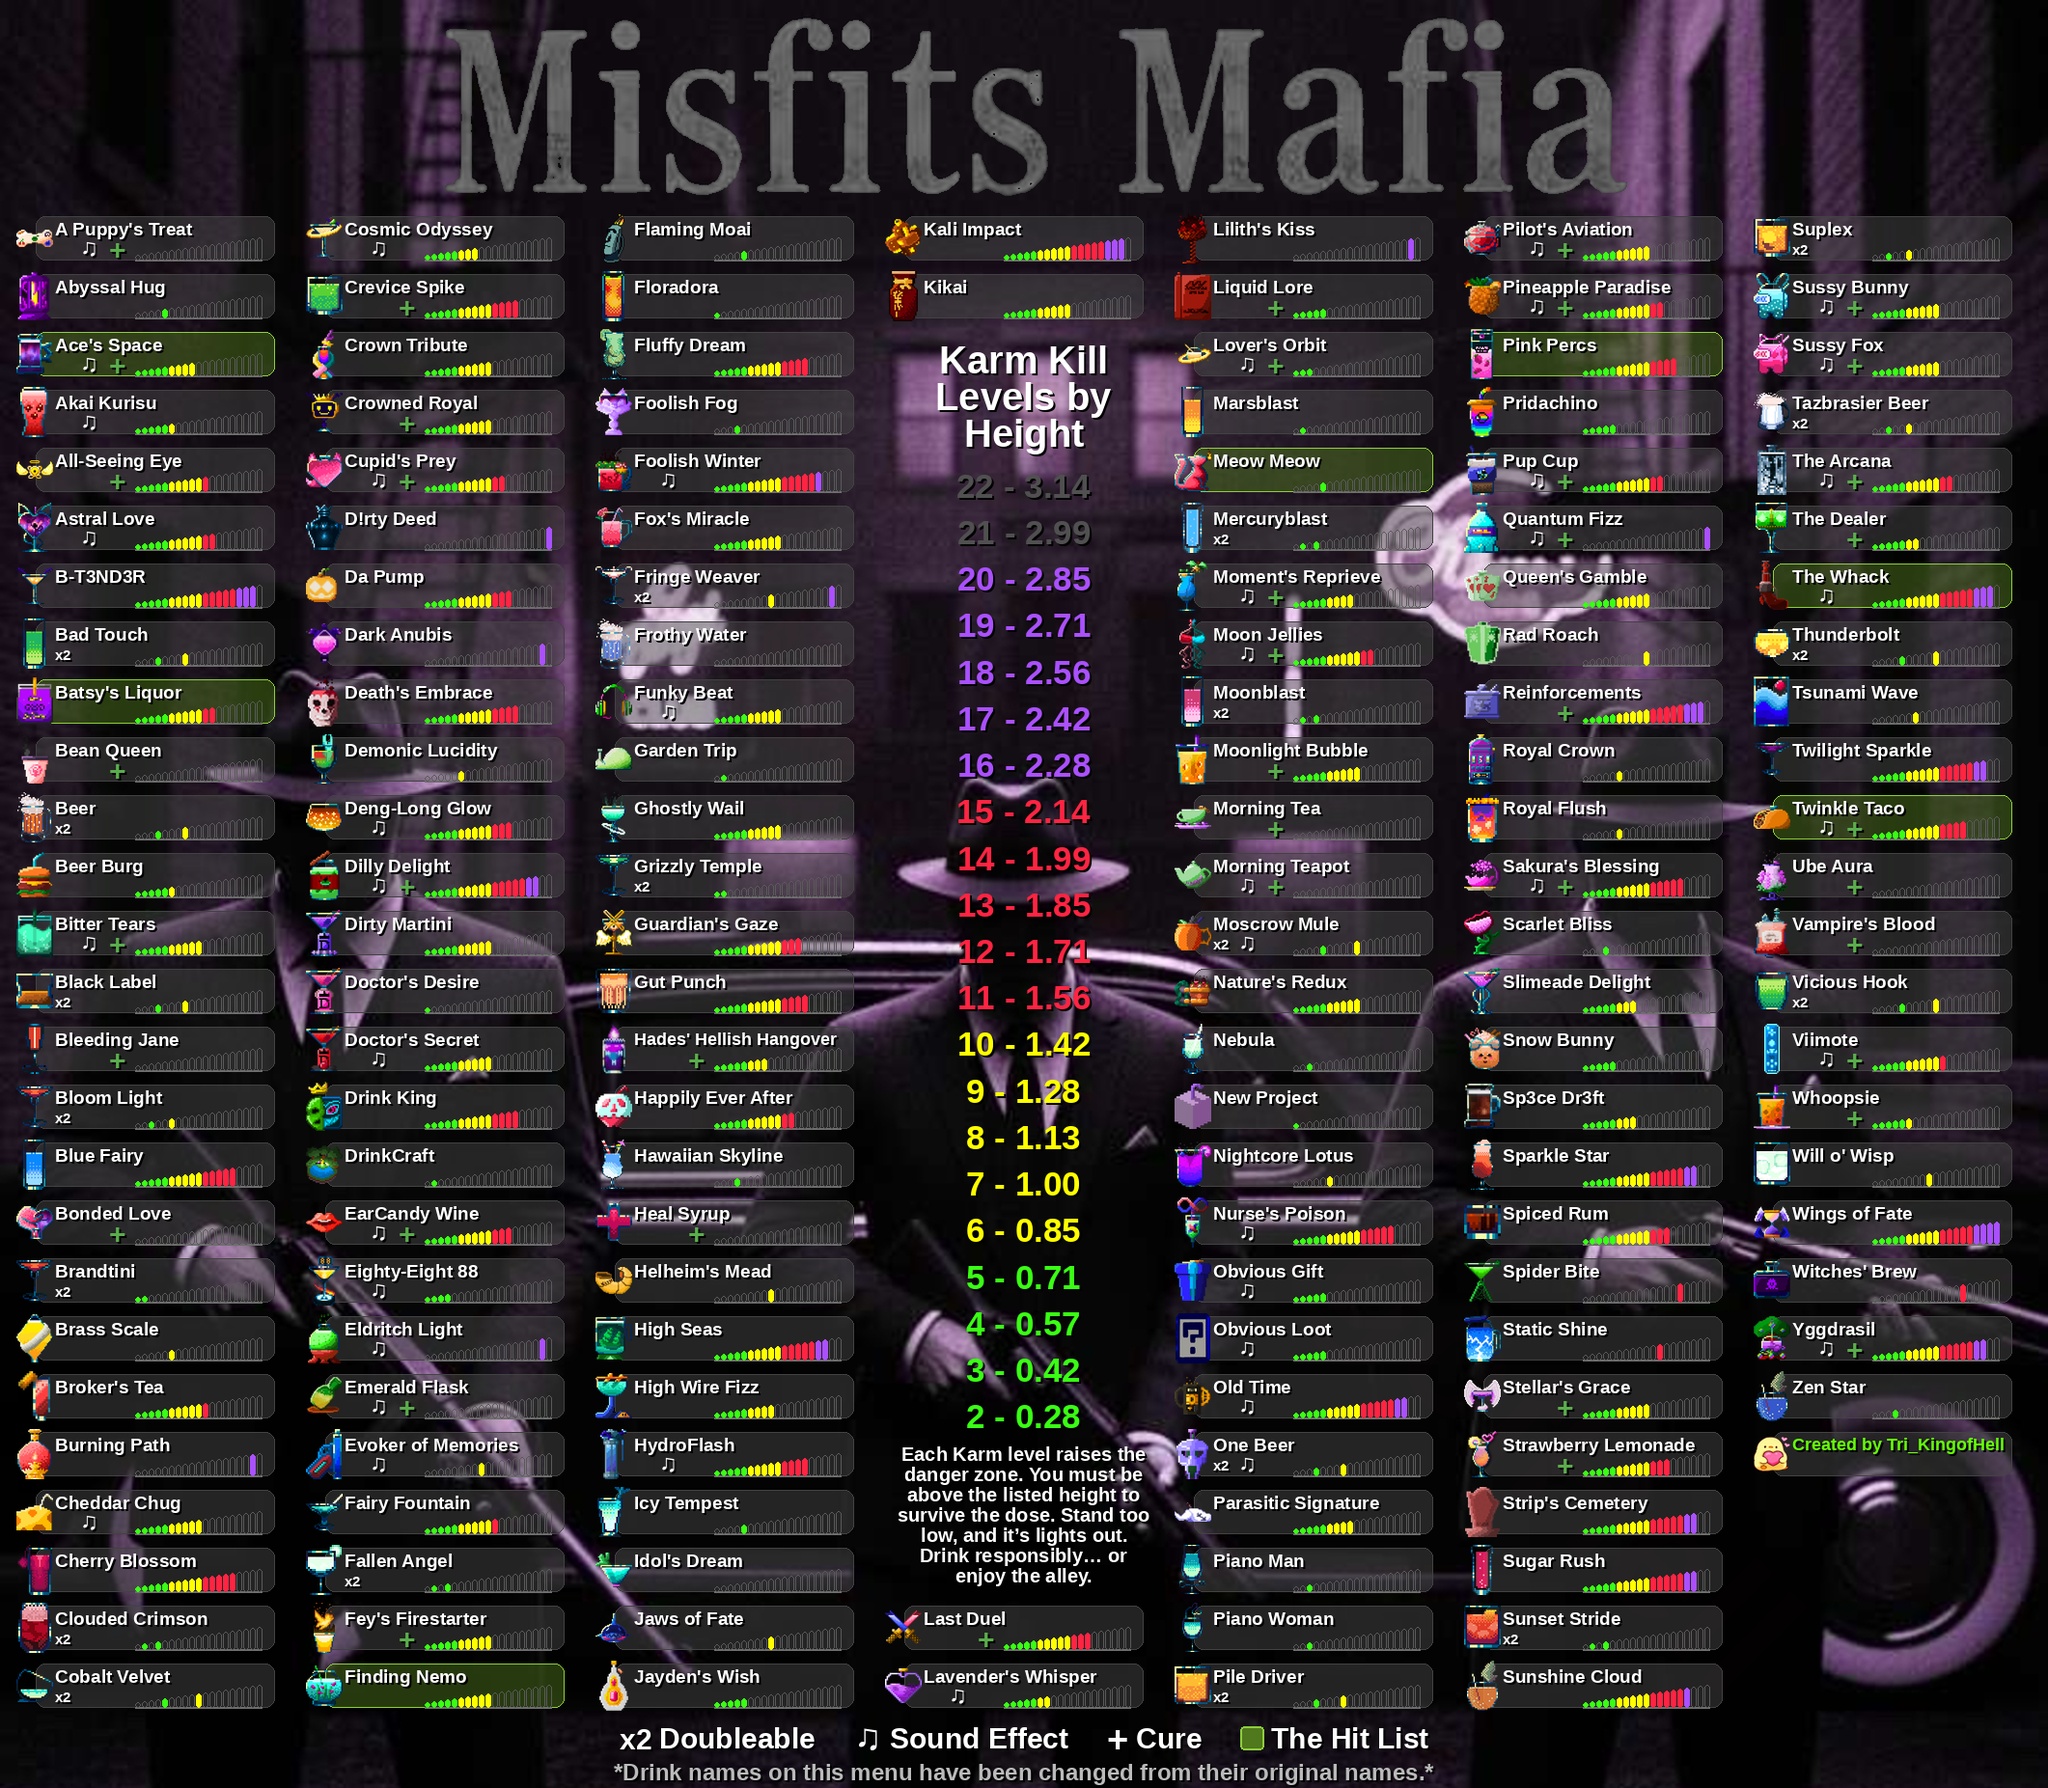 Misfits Mafia
A Puppy's Treat
♫ +
Abyssal Hug
Ace's Space
♫ +
Akai Kurisu
♫
All-Seeing Eye
+
Astral Love
♫
B-T3ND3R
Bad Touch
x2
Batsy's Liquor
Bean Queen
+
Beer
x2
Beer Burg
Bitter Tears
♫ +
Black Label
x2
Bleeding Jane
+
Bloom Light
x2
Blue Fairy
Bonded Love
+
Brandtini
x2
Brass Scale
Broker's Tea
Burning Path
Cheddar Chug
♫
Cherry Blossom
Clouded Crimson
x2
Cobalt Velvet
x2
Cosmic Odyssey
♫
Crevice Spike
+
Crown Tribute
Crowned Royal
+
Cupid's Prey
♫ +
D!rty Deed
Da Pump
Dark Anubis
Death's Embrace
Demonic Lucidity
Deng-Long Glow
♫
Dilly Delight
♫ +
Dirty Martini
Doctor's Desire
Doctor's Secret
♫
Drink King
DrinkCraft
EarCandy Wine
♫ +
Eighty-Eight 88
♫
Eldritch Light
♫
Emerald Flask
♫ +
Evoker of Memories
♫
Fairy Fountain
Fallen Angel
x2
Fey's Firestarter
+
Finding Nemo
Flaming Moai
Floradora
Fluffy Dream
Foolish Fog
Foolish Winter
♫
Fox's Miracle
Fringe Weaver
x2
Frothy Water
Funky Beat
♫
Garden Trip
Ghostly Wail
Grizzly Temple
x2
Guardian's Gaze
Gut Punch
Hades' Hellish Hangover
+
Happily Ever After
Hawaiian Skyline
Heal Syrup
+
Helheim's Mead
High Seas
High Wire Fizz
HydroFlash
♫
Icy Tempest
Idol's Dream
Jaws of Fate
Jayden's Wish
Kali Impact
Kikai
Karm Kill
Levels by
Height
22 - 3.14
21 - 2.99
20 - 2.85
19 - 2.71
18 - 2.56
17 - 2.42
16 - 2.28
15 - 2.14
14 - 1.99
13 - 1.85
12 - 1.71
11 - 1.56
10 - 1.42
9 - 1.28
8 - 1.13
7 - 1.00
6 - 0.85
5 - 0.71
4 - 0.57
3 - 0.42
2 - 0.28
Each Karm level raises the
danger zone. You must be
above the listed height to
survive the dose. Stand too
low, and it's lights out.
Drink responsibly… or
enjoy the alley.
Last Duel
+
Lavender's Whisper
♫
Lilith's Kiss
Liquid Lore
+
Lover's Orbit
♫ +
Marsblast
Meow Meow
Mercuryblast
x2
Moment's Reprieve
♫ +
Moon Jellies
♫ +
Moonblast
x2
Moonlight Bubble
+
Morning Tea
+
Morning Teapot
♫ +
Moscrow Mule
x2 ♫
Nature's Redux
Nebula
New Project
Nightcore Lotus
Nurse's Poison
♫
Obvious Gift
♫
Obvious Loot
♫
Old Time
♫
One Beer
x2 ♫
Parasitic Signature
Piano Man
Piano Woman
Pile Driver
x2
Pilot's Aviation
♫ +
Pineapple Paradise
♫ +
Pink Percs
Pridachino
Pup Cup
♫ +
Quantum Fizz
♫ +
Queen's Gamble
Rad Roach
Reinforcements
+
Royal Crown
Royal Flush
Sakura's Blessing
♫ +
Scarlet Bliss
Slimeade Delight
Snow Bunny
Sp3ce Dr3ft
Sparkle Star
Spiced Rum
Spider Bite
Static Shine
Stellar's Grace
+
Strawberry Lemonade
+
Strip's Cemetery
Sugar Rush
Sunset Stride
x2
Sunshine Cloud
Suplex
x2
Sussy Bunny
♫ +
Sussy Fox
♫ +
Tazbrasier Beer
x2
The Arcana
♫ +
The Dealer
+
The Whack
♫
Thunderbolt
x2
Tsunami Wave
Twilight Sparkle
Twinkle Taco
♫ +
Ube Aura
+
Vampire's Blood
+
Vicious Hook
x2
Viimote
♫ +
Whoopsie
+
Will o' Wisp
Wings of Fate
Witches' Brew
Yggdrasil
♫ +
Zen Star
Created by Tri_KingofHell
x2 Doubleable ♫ Sound Effect + Cure The Hit List
*Drink names on this menu have been changed from their original names.*